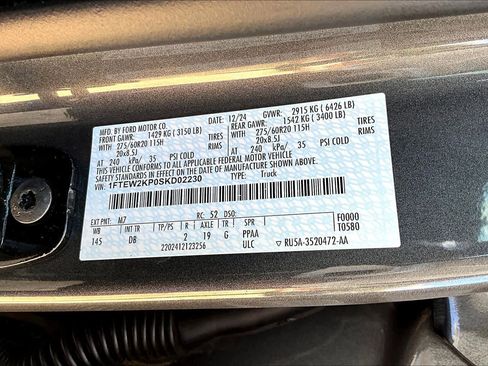 MFD. BY FORD MOTOR CO. 12/24 GVWR: 2915 KG ( 6426 LB)
FRONT GAWR: 1429 KG ( 3150 LB) REAR GAWR: 1542 KG ( 3400 LB)
WITH 275/60R20 115H TIRES WITH 275/60R20 115H TIRES
20x8.5J RIMS 20x8.5J RIMS
AT 240 kPa/ 35 PSI COLD AT 240 kPa/ 35 PSI COLD
THIS VEHICLE CONFORMS TO ALL APPLICABLE FEDERAL MOTOR VEHICLE
SAFETY STANDARDS IN EFFECT ON THE DATE OF MANUFACTURE SHOWN ABOVE.
VIN: 1FTEW2KP0SKD02230 TYPE: Truck
F0000
T0580
EXT PNT: M7 RC: 52 DSO:
WB BRK INT TR TP/PS R AXLE TR SPR
145 DB 2 19 G PPAA
2202412123256 ULC RU5A-3520472-AA